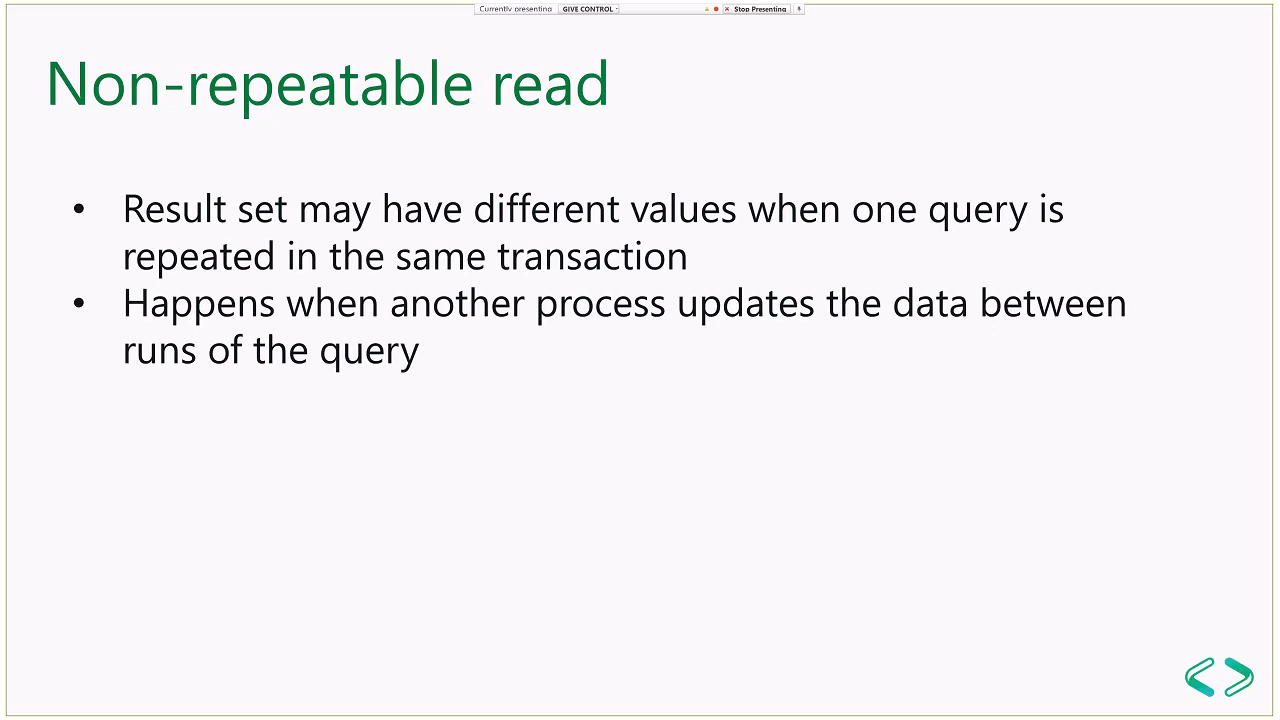 Currently presenting GIVE CONTROL Stop Presenting
Non-repeatable read
• Result set may have different values when one query is
repeated in the same transaction
• Happens when another process updates the data between
runs of the query